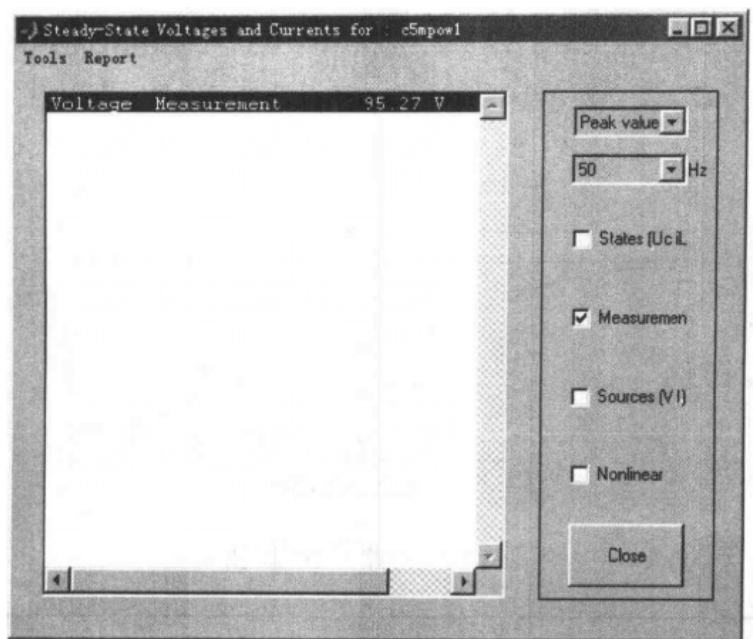 Steady-State Voltages and Currents for : c5mpow1
Tools Report
Voltage Measurement 95.27 V
Peak value
50 Hz
States (Uc iL
Measuremen
Sources (V I)
Nonlinear
Close